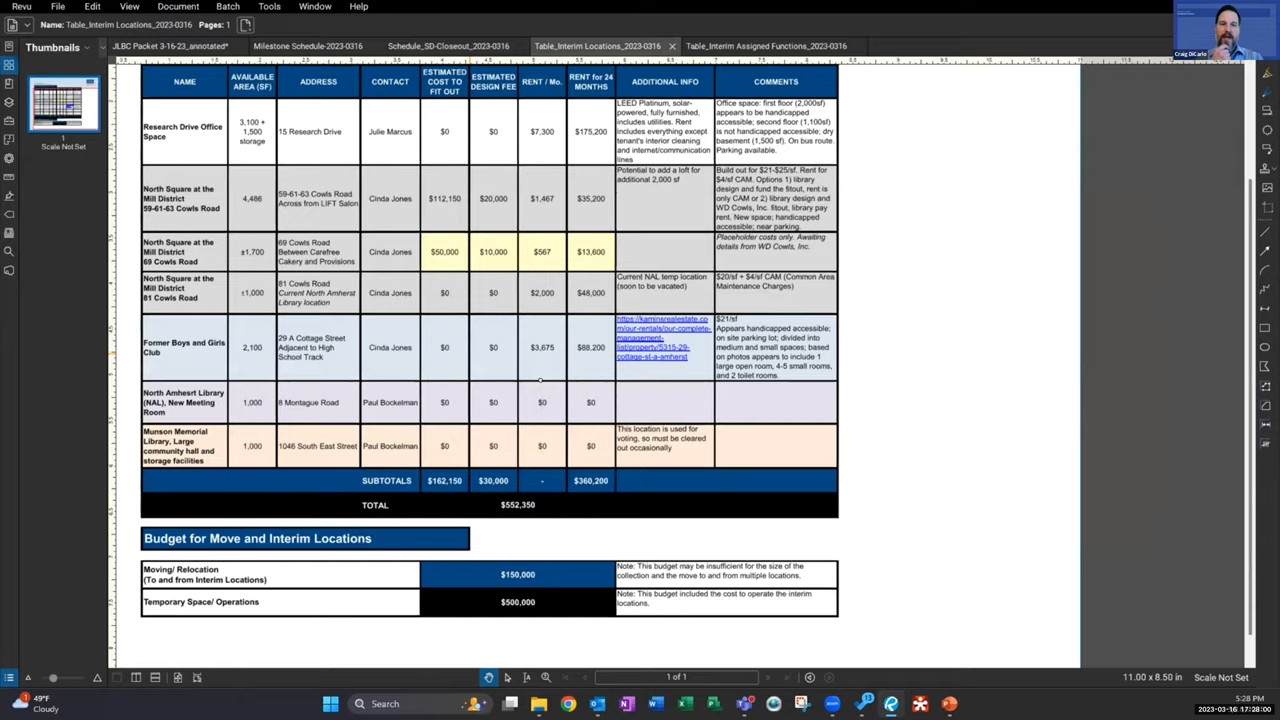 Revu File Edit View Document Batch Tools Window Help
Name: Table_Interim Locations_2023-0316 Pages: 1
Thumbnails
JLBC Packet 3-16-23_annotated*
Milestone Schedule-2023-0316
Schedule_SD-Closeout_2023-0316
Table_Interim Locations_2023-0316
Table_Interim Assigned Functions_2023-0316
Craig DiCarlo
1
Scale Not Set
NAME
AVAILABLE
AREA (SF)
ADDRESS
CONTACT
ESTIMATED
COST TO
FIT OUT
ESTIMATED
DESIGN FEE
RENT / Mo.
RENT for 24
MONTHS
ADDITIONAL INFO
COMMENTS
Research Drive Office
Space
3,100 +
1,500
storage
15 Research Drive
Julie Marcus
$0
$0
$7,300
$175,200
LEED Platinum, solar-
powered, fully furnished,
includes utilities. Rent
includes everything except
tenant's interior cleaning
and internet/communication
lines
Office space: first floor (2,000sf)
appears to be handicapped
accessible; second floor (1,100sf)
is not handicapped accessible; dry
basement (1,500 sf). On bus route.
Parking available.
North Square at the
Mill District
59-61-63 Cowls Road
4,486
59-61-63 Cowls Road
Across from LIFT Salon
Cinda Jones
$112,150
$20,000
$1,467
$35,200
Potential to add a loft for
additional 2,000 sf
Build out for $21-$25/sf. Rent for
$4/sf CAM. Options 1) library
design and fund the fitout, rent is
only CAM or 2) library design and
WD Cowls, Inc. fitout, library pay
rent. New space; handicapped
accessible; near parking.
North Square at the
Mill District
69 Cowls Road
±1,700
69 Cowls Road
Between Carefree
Cakery and Provisions
Cinda Jones
$50,000
$10,000
$567
$13,600
Placeholder costs only. Awaiting
details from WD Cowls, Inc.
North Square at the
Mill District
81 Cowls Road
±1,000
81 Cowls Road
Current North Amherst
Library location
Cinda Jones
$0
$0
$2,000
$48,000
Current NAL temp location
(soon to be vacated)
$20/sf + $4/sf CAM (Common Area
Maintenance Charges)
Former Boys and Girls
Club
2,100
29 A Cottage Street
Adjacent to High
School Track
Cinda Jones
$0
$0
$3,675
$88,200
https://kaminsrealestate.co
m/our-rentals/our-complete-
management-
list/property/5315-29-
cottage-st-a-amherst
$21/sf
Appears handicapped accessible;
on site parking lot; divided into
medium and small spaces; based
on photos appears to include 1
large open room, 4-5 small rooms,
and 2 toilet rooms.
North Amhesrt Library
(NAL), New Meeting
Room
1,000
8 Montague Road
Paul Bockelman
$0
$0
$0
$0
Munson Memorial
Library, Large
community hall and
storage facilities
1,000
1046 South East Street
Paul Bockelman
$0
$0
$0
$0
This location is used for
voting, so must be cleared
out occasionally
SUBTOTALS $162,150 $30,000 - $360,200
TOTAL $552,350
Budget for Move and Interim Locations
Moving/ Relocation
(To and from Interim Locations)
$150,000
Note: This budget may be insufficient for the size of the
collection and the move to and from multiple locations.
Temporary Space/ Operations
$500,000
Note: This budget included the cost to operate the interim
locations.
1 of 1
11.00 x 8.50 in
Scale Not Set
49°F
Cloudy
Search
13
5:28 PM
2023-03-16 17:28:00